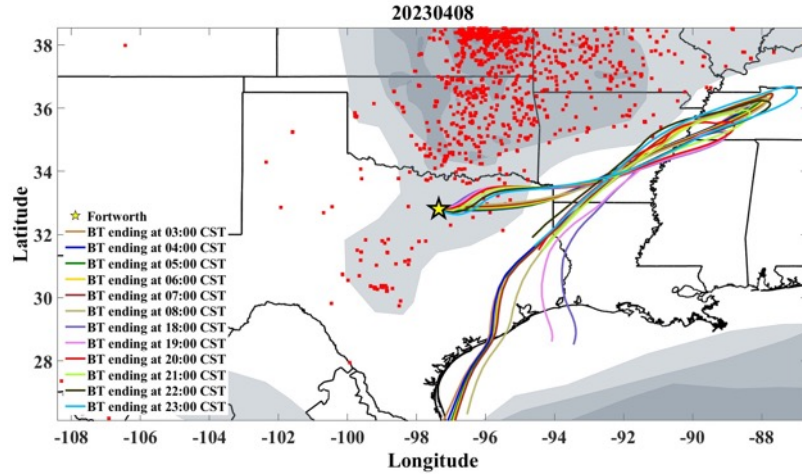 20230408
38
36
34
32
30
28
Latitude
Fortworth
BT ending at 03:00 CST
BT ending at 04:00 CST
BT ending at 05:00 CST
BT ending at 06:00 CST
BT ending at 07:00 CST
BT ending at 08:00 CST
BT ending at 18:00 CST
BT ending at 19:00 CST
BT ending at 20:00 CST
BT ending at 21:00 CST
BT ending at 22:00 CST
BT ending at 23:00 CST
-108 -106 -104 -102 -100 -98 -96 -94 -92 -90 -88
Longitude